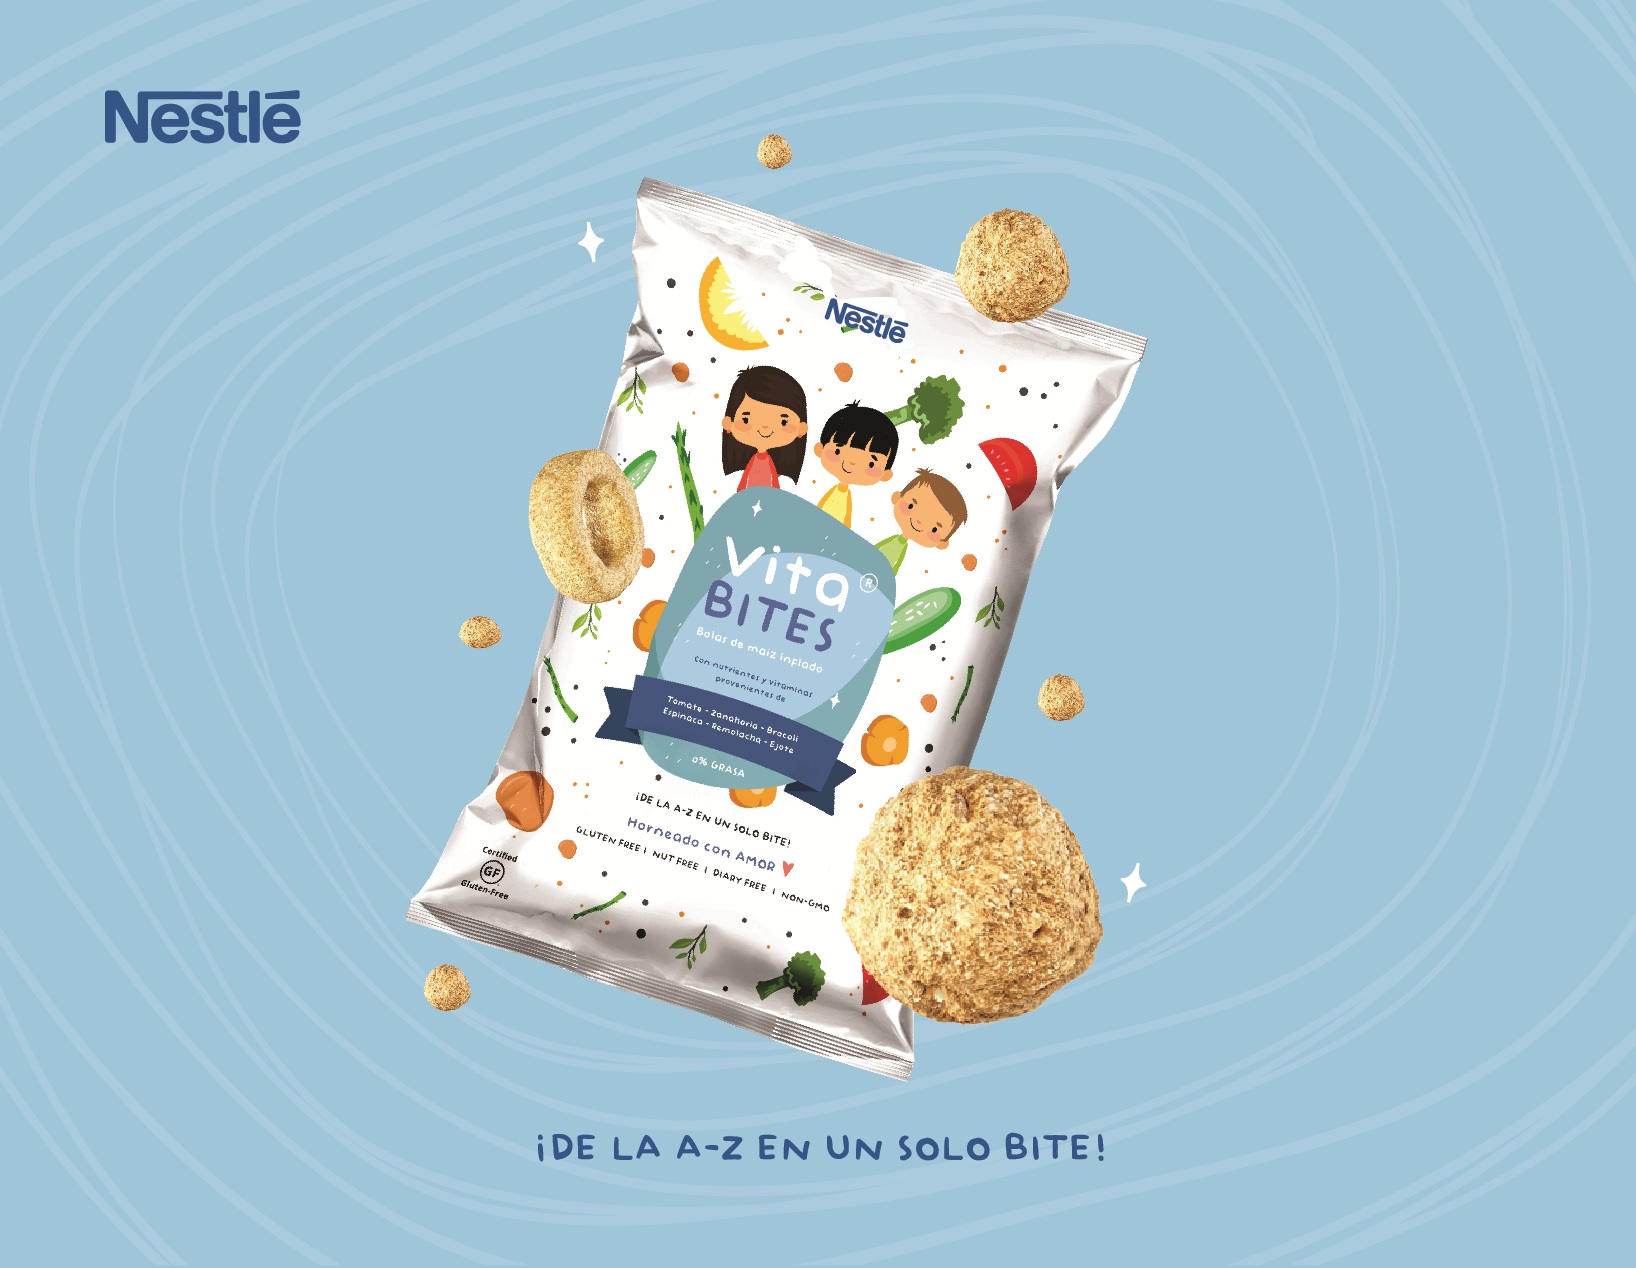 Nestlé
Nestlé
Vita ®
BITES
Bolas de maiz inflado
Con nutrientes y vitaminas
provenientes de
Tomate - Zanahoria - Brocoli
Espinaca - Remolacha - Ejote
0% GRASA
¡DE LA A-Z EN UN SOLO BITE!
Horneado con AMOR
GLUTEN FREE | NUT FREE | DIARY FREE | NON-GMO
Certified
GF
Gluten-Free
¡DE LA A-Z EN UN SOLO BITE!